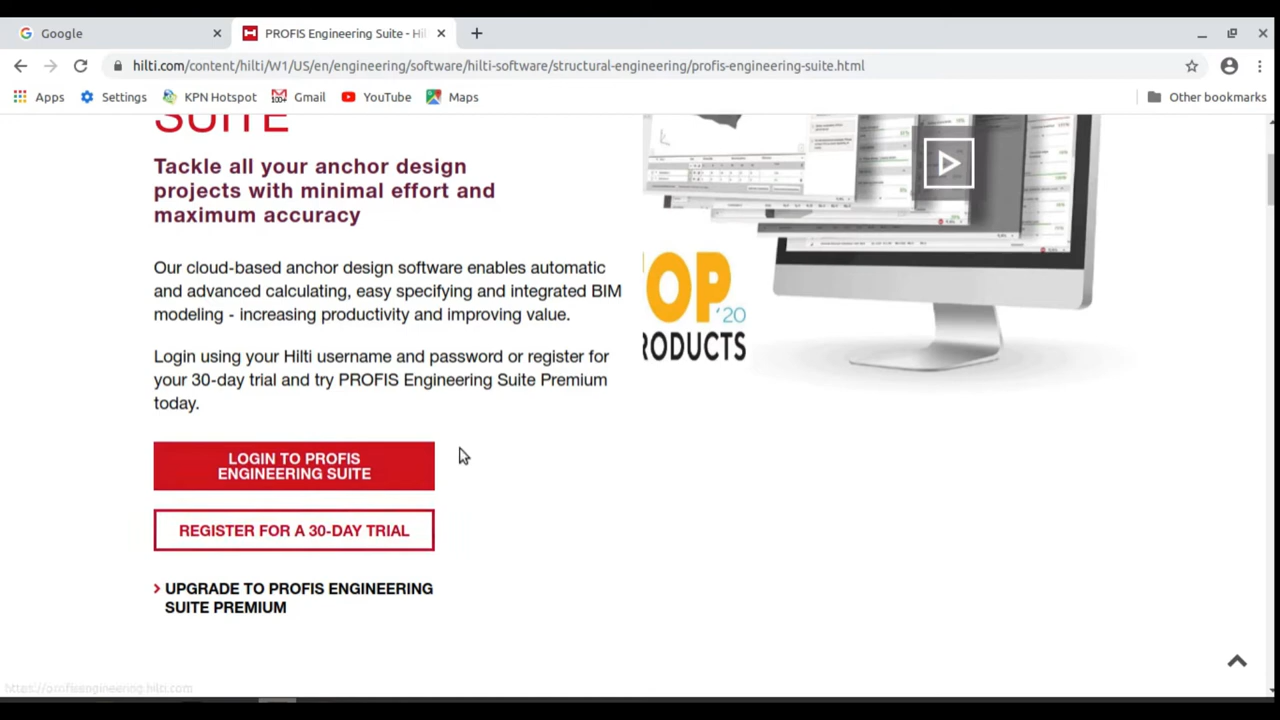 Google
PROFIS Engineering Suite - Hil
hilti.com/content/hilti/W1/US/en/engineering/software/hilti-software/structural-engineering/profis-engineering-suite.html
Apps
Settings
100+
KPN Hotspot
Gmail
YouTube
Maps
Other bookmarks
SUITE
Tackle all your anchor design
projects with minimal effort and
maximum accuracy
Our cloud-based anchor design software enables automatic
and advanced calculating, easy specifying and integrated BIM
modeling - increasing productivity and improving value.
Login using your Hilti username and password or register for
your 30-day trial and try PROFIS Engineering Suite Premium
today.
LOGIN TO PROFIS
ENGINEERING SUITE
REGISTER FOR A 30-DAY TRIAL
UPGRADE TO PROFIS ENGINEERING
SUITE PREMIUM
OP '20
RODUCTS
https://profisengineering.hilti.com